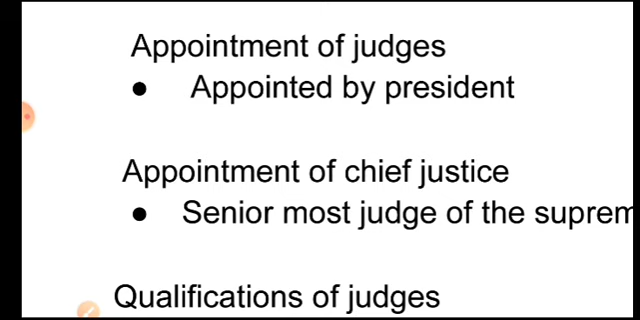 Appointment of judges
● Appointed by president
Appointment of chief justice
● Senior most judge of the suprem
Qualifications of judges